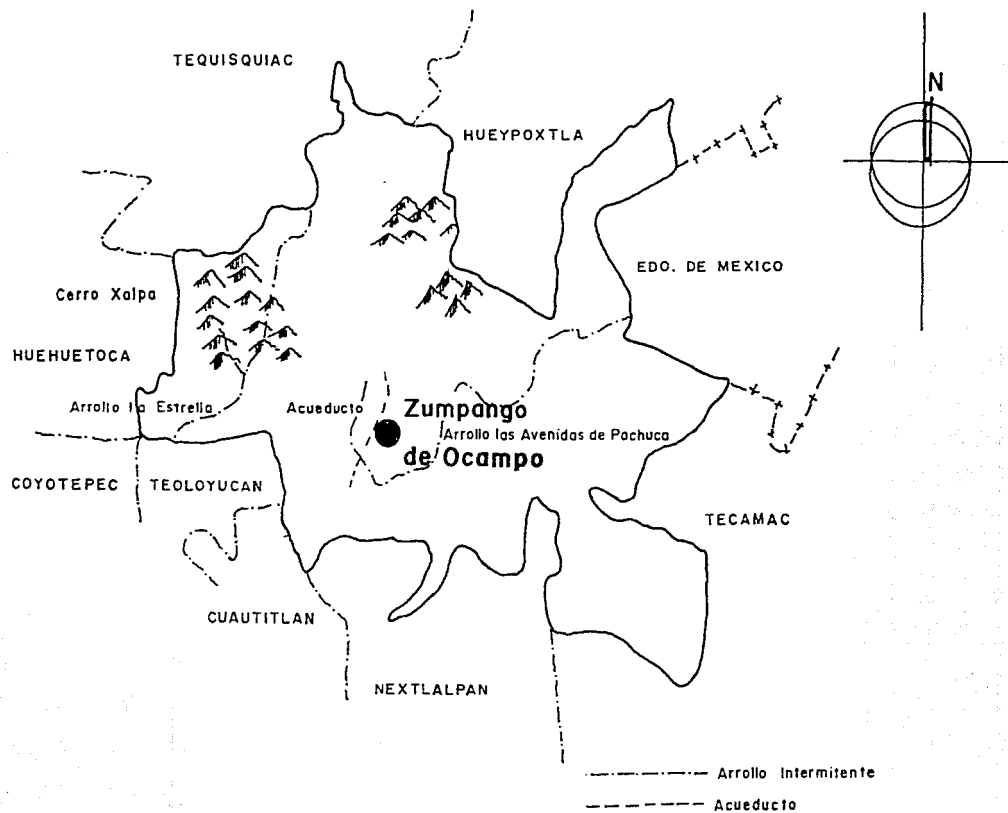 TEQUISQUIAC
N
HUEYPOXTLA
EDO. DE MEXICO
Cerro Xalpa
HUEHUETOCA
Arrollo la Estrella
Acueducto
Zumpango
Arrollo las Avenidas de Pachuca
de Ocampo
COYOTEPEC
TEOLOYUCAN
TECAMAC
CUAUTITLAN
NEXTLALPAN
Arrollo Intermitente
Acueducto